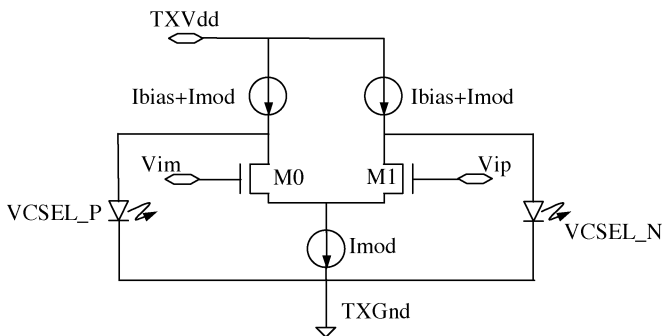 TXVdd
Ibias+Imod
Ibias+Imod
Vim
M0
M1
Vip
VCSEL_P
VCSEL_N
Imod
TXGnd